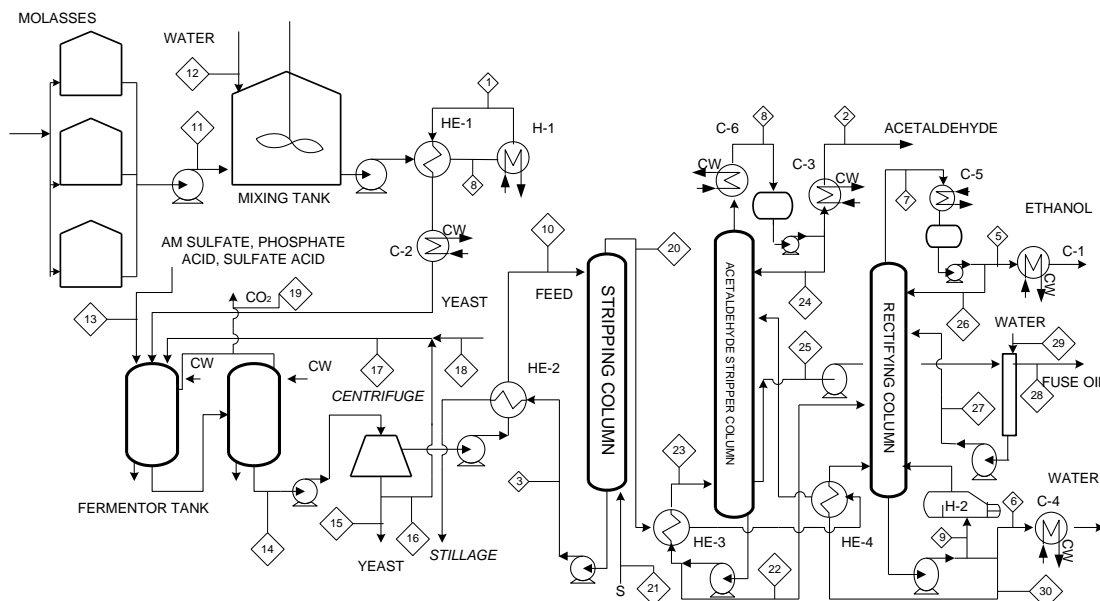 MOLASSES
WATER
12
11
MIXING TANK
HE-1
1
H-1
8
CW
C-2
AM SULFATE, PHOSPHATE
ACID, SULFATE ACID
13
CO₂
19
YEAST
CW
CW
17
18
CENTRIFUGE
FERMENTOR TANK
14
15
16
YEAST
STILLAGE
HE-2
10
FEED
3
STRIPPING COLUMN
20
S
21
23
HE-3
22
C-6
8
CW
C-3
CW
2
ACETALDEHYDE
ACETALDEHYDE STRIPPER COLUMN
24
25
HE-4
7
C-5
5
ETHANOL
C-1
CW
RECTIFYING COLUMN
26
WATER
29
FUSE OIL
28
27
H-2
9
6
WATER
C-4
CW
30